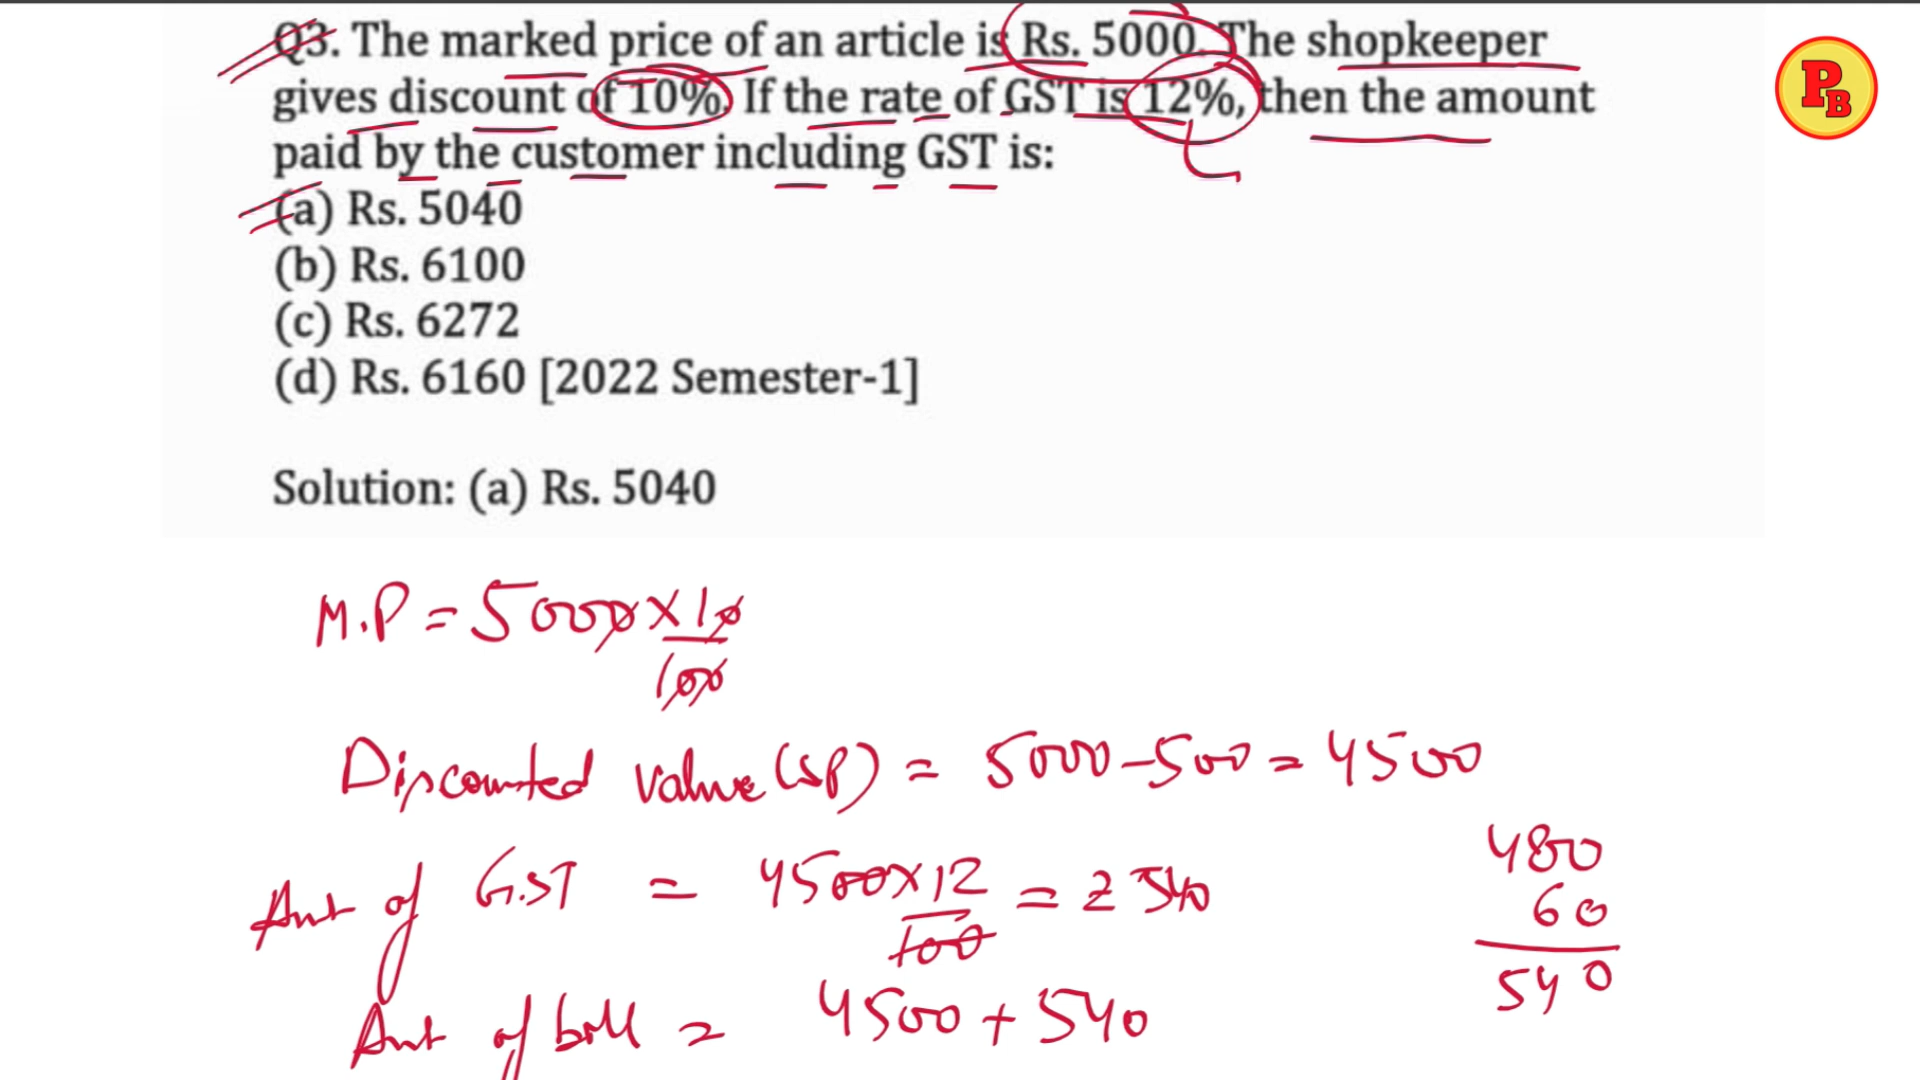 Q3. The marked price of an article is Rs. 5000. The shopkeeper
gives discount of 10%. If the rate of GST is 12%, then the amount
paid by the customer including GST is:
(a) Rs. 5040
(b) Rs. 6100
(c) Rs. 6272
(d) Rs. 6160 [2022 Semester-1]
Solution: (a) Rs. 5040
M.P = 5000 x 10
100
Discounted value (SP) = 5000 - 500 = 4500
Amt of G.ST = 4500 x 12 = 540
100
Amt of bill = 4500 + 540
480
60
540
PB